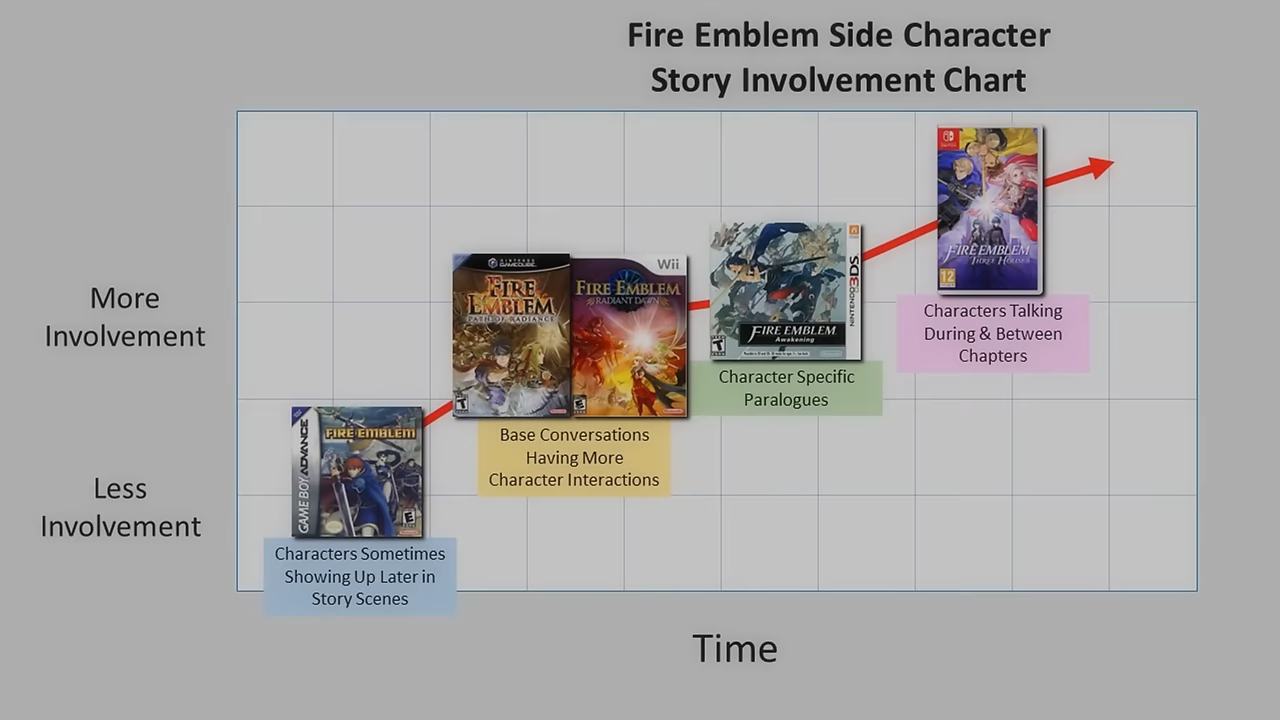 Fire Emblem Side Character
Story Involvement Chart
More
Involvement
Less
Involvement
GAME BOY ADVANCE
FIRE EMBLEM
E
Characters Sometimes
Showing Up Later in
Story Scenes
NINTENDO
GAMECUBE
FIRE
EMBLEM
PATH OF RADIANCE
T
Wii
FIRE EMBLEM
RADIANT DAWN
E
Base Conversations
Having More
Character Interactions
NINTENDO 3DS
FIRE EMBLEM
Awakening
T
Character Specific
Paralogues
FIRE EMBLEM
THREE HOUSES
12
Characters Talking
During & Between
Chapters
Time